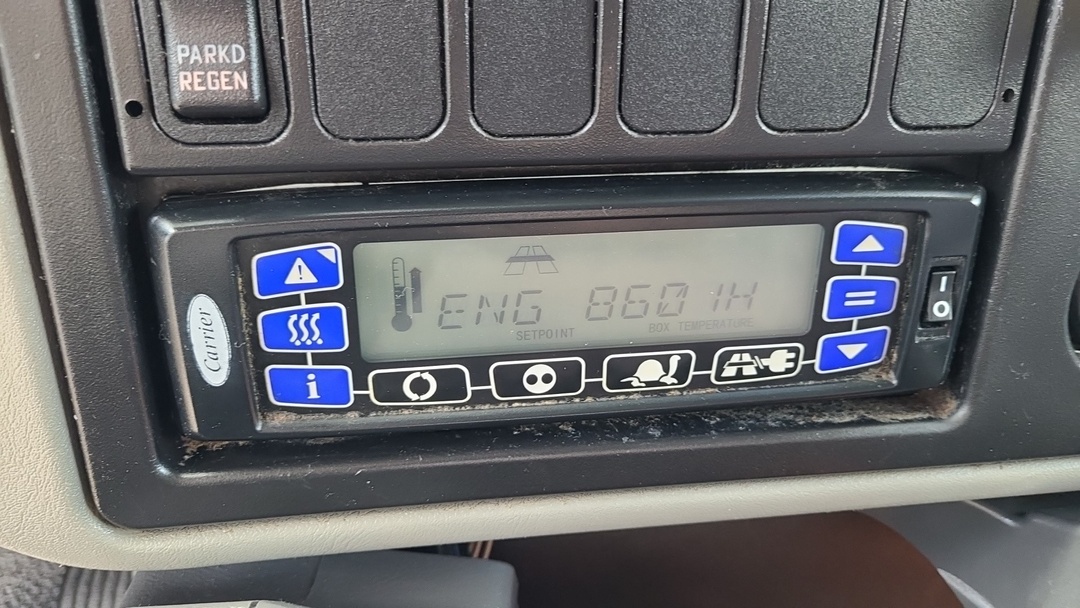 PARKD
REGEN
Carrier
ENG 8601H
SETPOINT
BOX TEMPERATURE
i
I
O